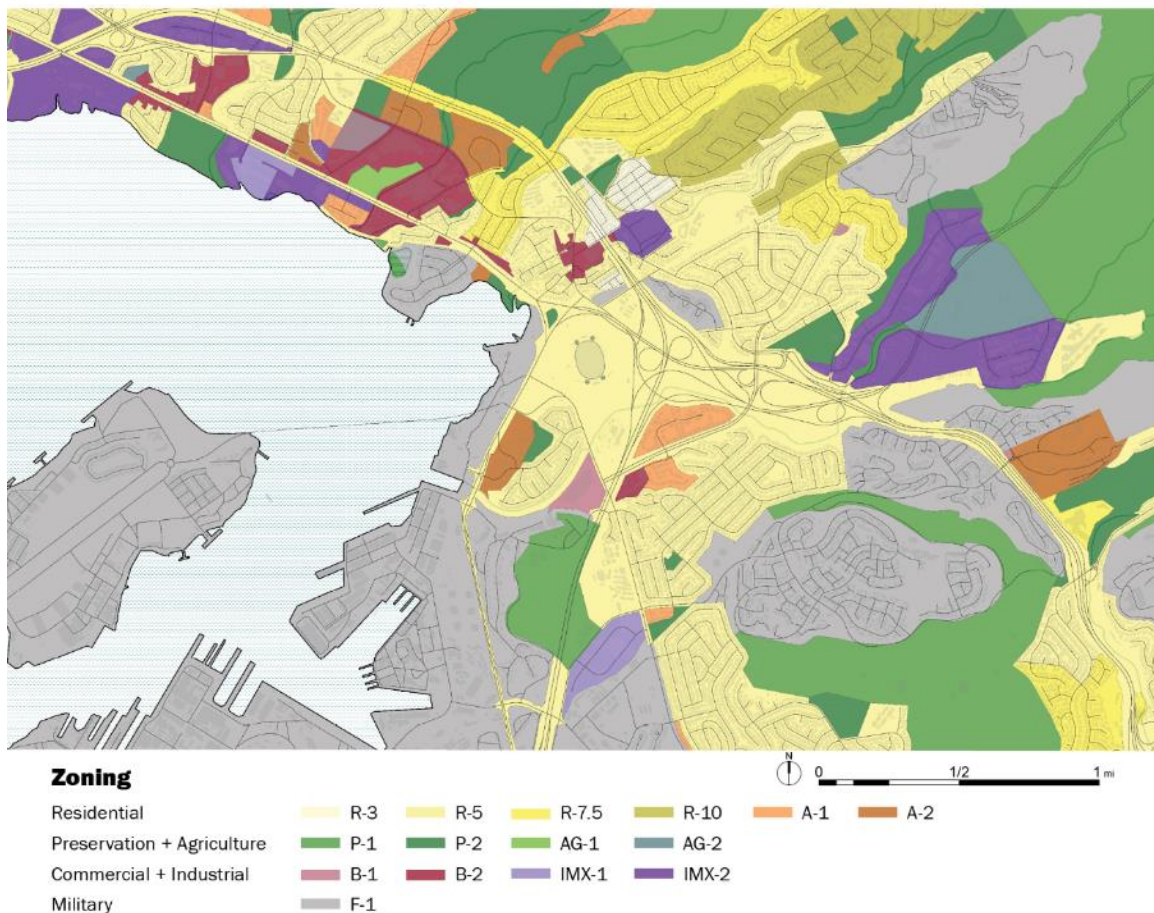 N
Zoning
0 1/2 1 mi
Residential R-3 R-5 R-7.5 R-10 A-1 A-2
Preservation + Agriculture P-1 P-2 AG-1 AG-2
Commercial + Industrial B-1 B-2 IMX-1 IMX-2
Military F-1